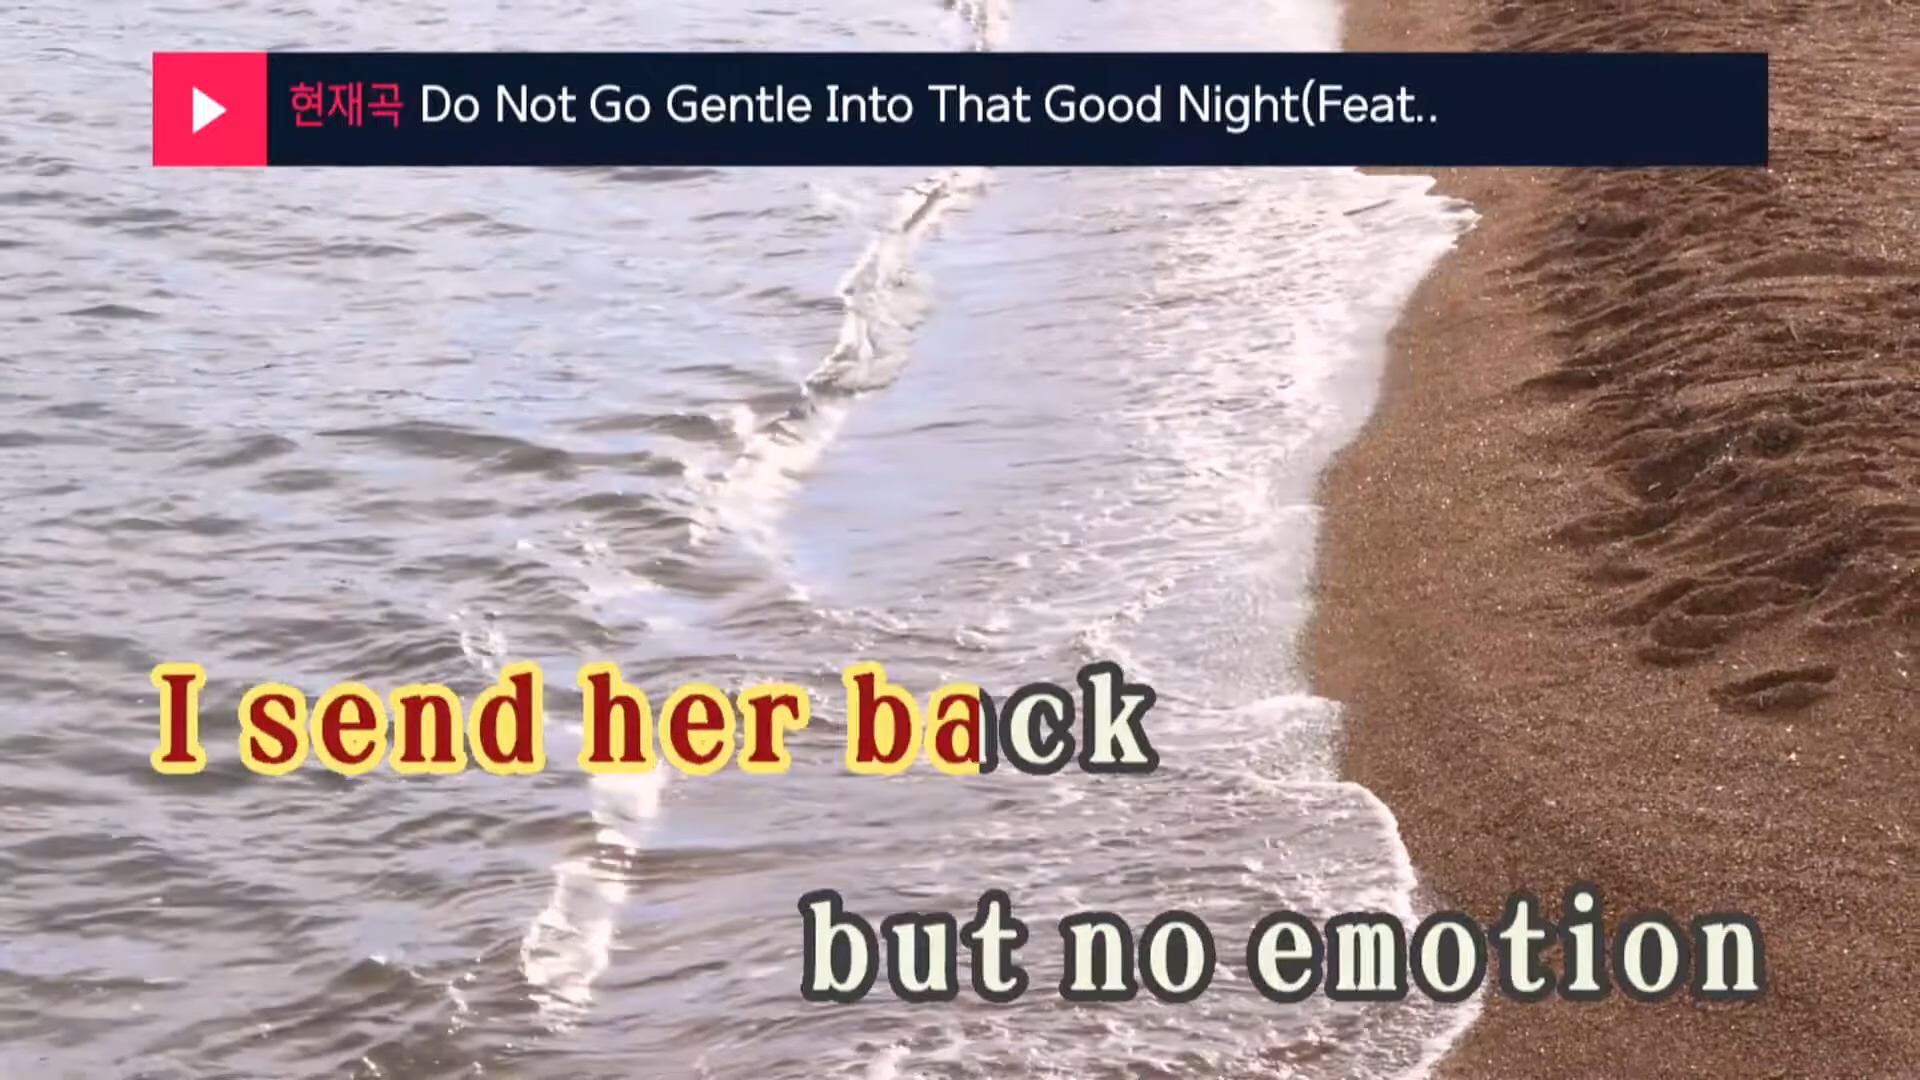 현재곡 Do Not Go Gentle Into That Good Night(Feat..
I send her back
but no emotion